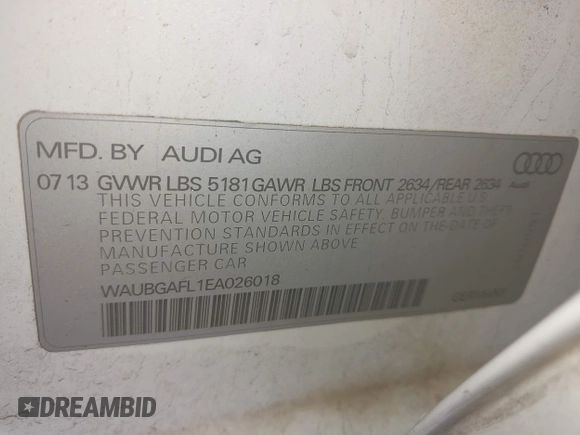 MFD. BY AUDI AG
07 13 GVWR LBS 5181 GAWR LBS FRONT 2634/REAR 2634 Audi
THIS VEHICLE CONFORMS TO ALL APPLICABLE U.S.
FEDERAL MOTOR VEHICLE SAFETY, BUMPER AND THEFT
PREVENTION STANDARDS IN EFFECT ON THE DATE OF
MANUFACTURE SHOWN ABOVE
PASSENGER CAR
WAUBGAFL1EA026018
GERMANY
DREAMBID